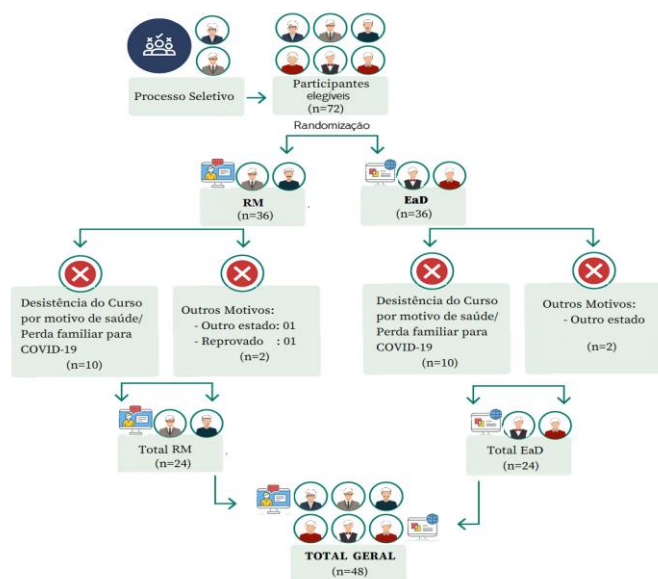 Processo Seletivo
Participantes
elegíveis
(n=72)
Randomização
RM
(n=36)
EaD
(n=36)
Desistência do Curso
por motivo de saúde/
Perda familiar para
COVID-19
(n=10)
Outros Motivos:
- Outro estado: 01
- Reprovado : 01
(n=2)
Desistência do Curso
por motivo de saúde/
Perda familiar para
COVID-19
(n=10)
Outros Motivos:
- Outro estado
(n=2)
Total RM
(n=24)
Total EaD
(n=24)
TOTAL GERAL
(n=48)